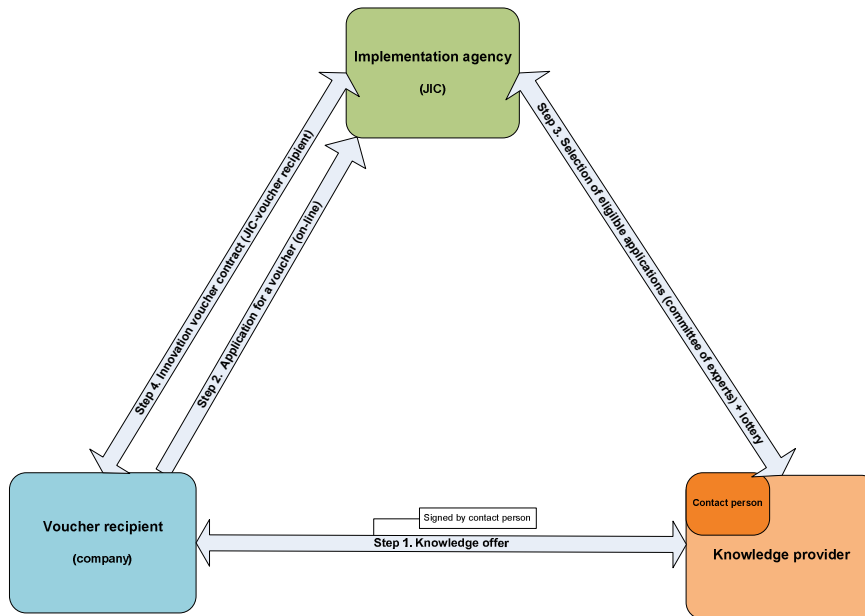 Implementation agency
(JIC)
Step 4. Innovation voucher contract (JIC-voucher recipient)
Step 2.  Application for a voucher (on-line)
Step 3. Selection of eligilble applications (committee of experts) + lottery
Voucher recipient
(company)
Signed by contact person
Step 1. Knowledge offer
Contact person
Knowledge provider